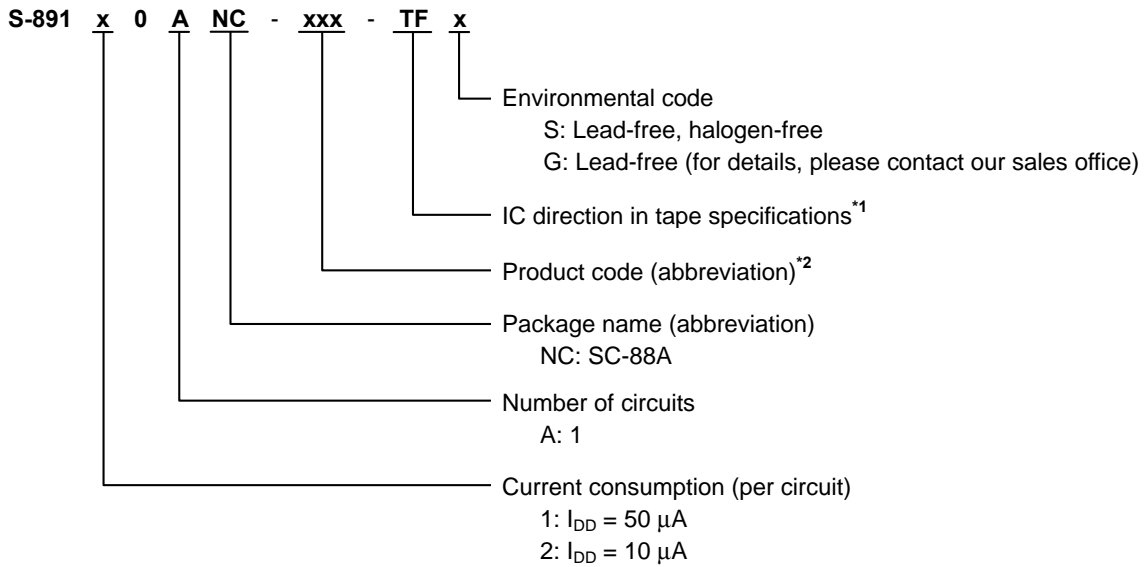 S-891 x 0 A NC - xxx - TF x
Environmental code
S: Lead-free, halogen-free
G: Lead-free (for details, please contact our sales office)
IC direction in tape specifications*1
Product code (abbreviation)*2
Package name (abbreviation)
NC: SC-88A
Number of circuits
A: 1
Current consumption (per circuit)
1: IDD = 50 μA
2: IDD = 10 μA